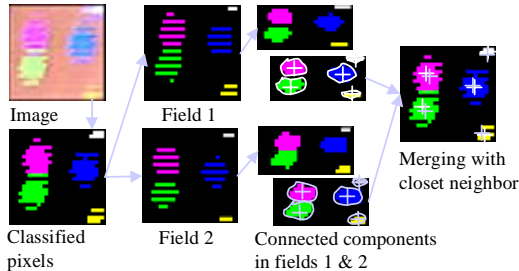 Image
Field 1
Merging with
closet neighbor
Classified
pixels
Field 2
Connected components
in fields 1 & 2